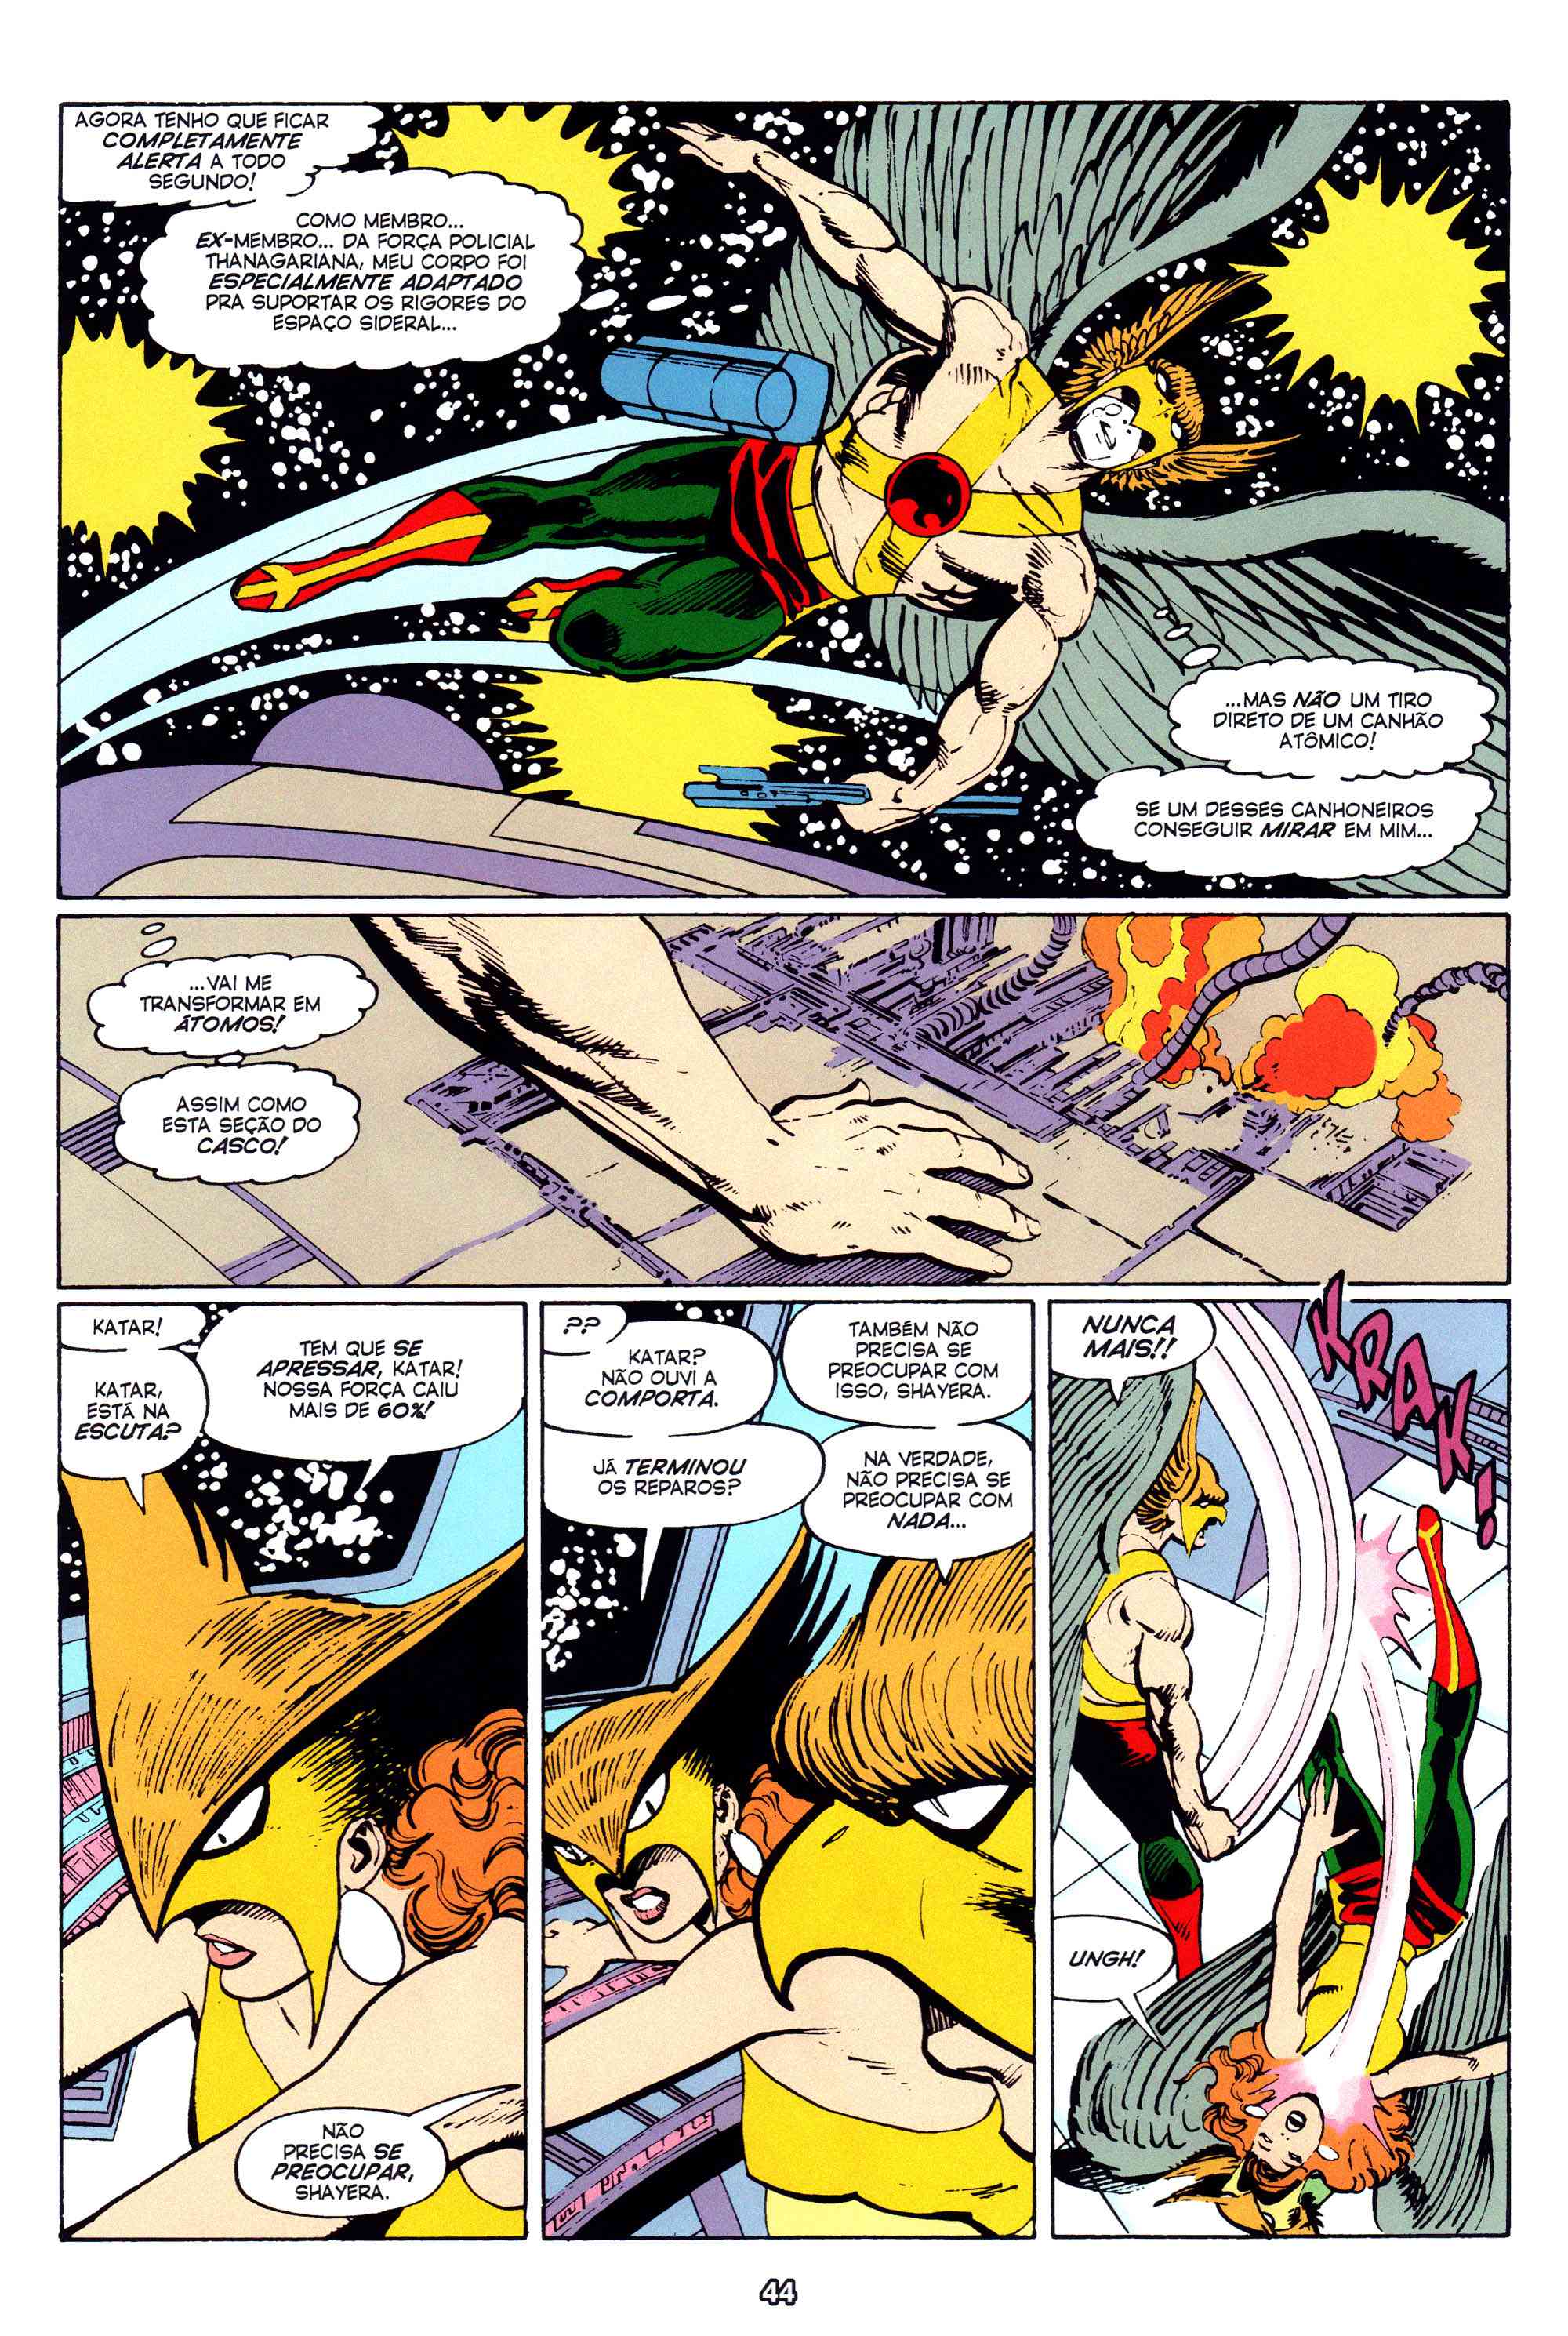 AGORA TENHO QUE FICAR
COMPLETAMENTE
ALERTA A TODO
SEGUNDO!
COMO MEMBRO...
EX-MEMBRO... DA FORÇA POLICIAL
THANAGARIANA, MEU CORPO FOI
ESPECIALMENTE ADAPTADO
PRA SUPORTAR OS RIGORES DO
ESPAÇO SIDERAL...
...MAS NÃO UM TIRO
DIRETO DE UM CANHÃO
ATÔMICO!
SE UM DESSES CANHONEIROS
CONSEGUIR MIRAR EM MIM...
...VAI ME
TRANSFORMAR EM
ÁTOMOS!
ASSIM COMO
ESTA SEÇÃO DO
CASCO!
KATAR!
KATAR,
ESTÁ NA
ESCUTA?
TEM QUE SE
APRESSAR, KATAR!
NOSSA FORÇA CAIU
MAIS DE 60%!
NÃO
PRECISA SE
PREOCUPAR,
SHAYERA.
??
KATAR?
NÃO OUVI A
COMPORTA.
JÁ TERMINOU
OS REPAROS?
TAMBÉM NÃO
PRECISA SE
PREOCUPAR COM
ISSO, SHAYERA.
NA VERDADE,
NÃO PRECISA SE
PREOCUPAR COM
NADA...
NUNCA
MAIS!!
KRAK!
UNGH!
44